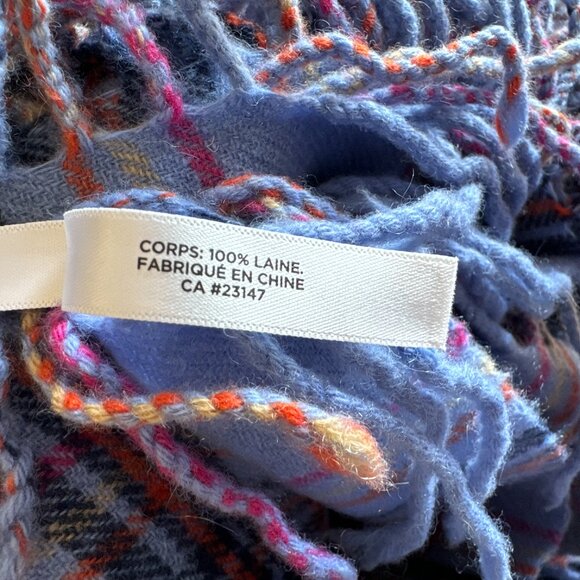 CORPS: 100% LAINE.
FABRIQUÉ EN CHINE
CA #23147